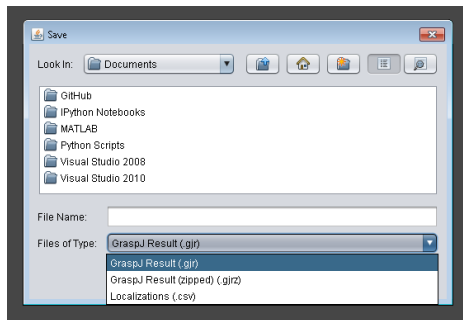 Save
Look In: Documents
GitHub
IPython Notebooks
MATLAB
Python Scripts
Visual Studio 2008
Visual Studio 2010
File Name:
Files of Type: GraspJ Result (.gjr)
GraspJ Result (.gjr)
GraspJ Result (zipped) (.gjrz)
Localizations (.csv)